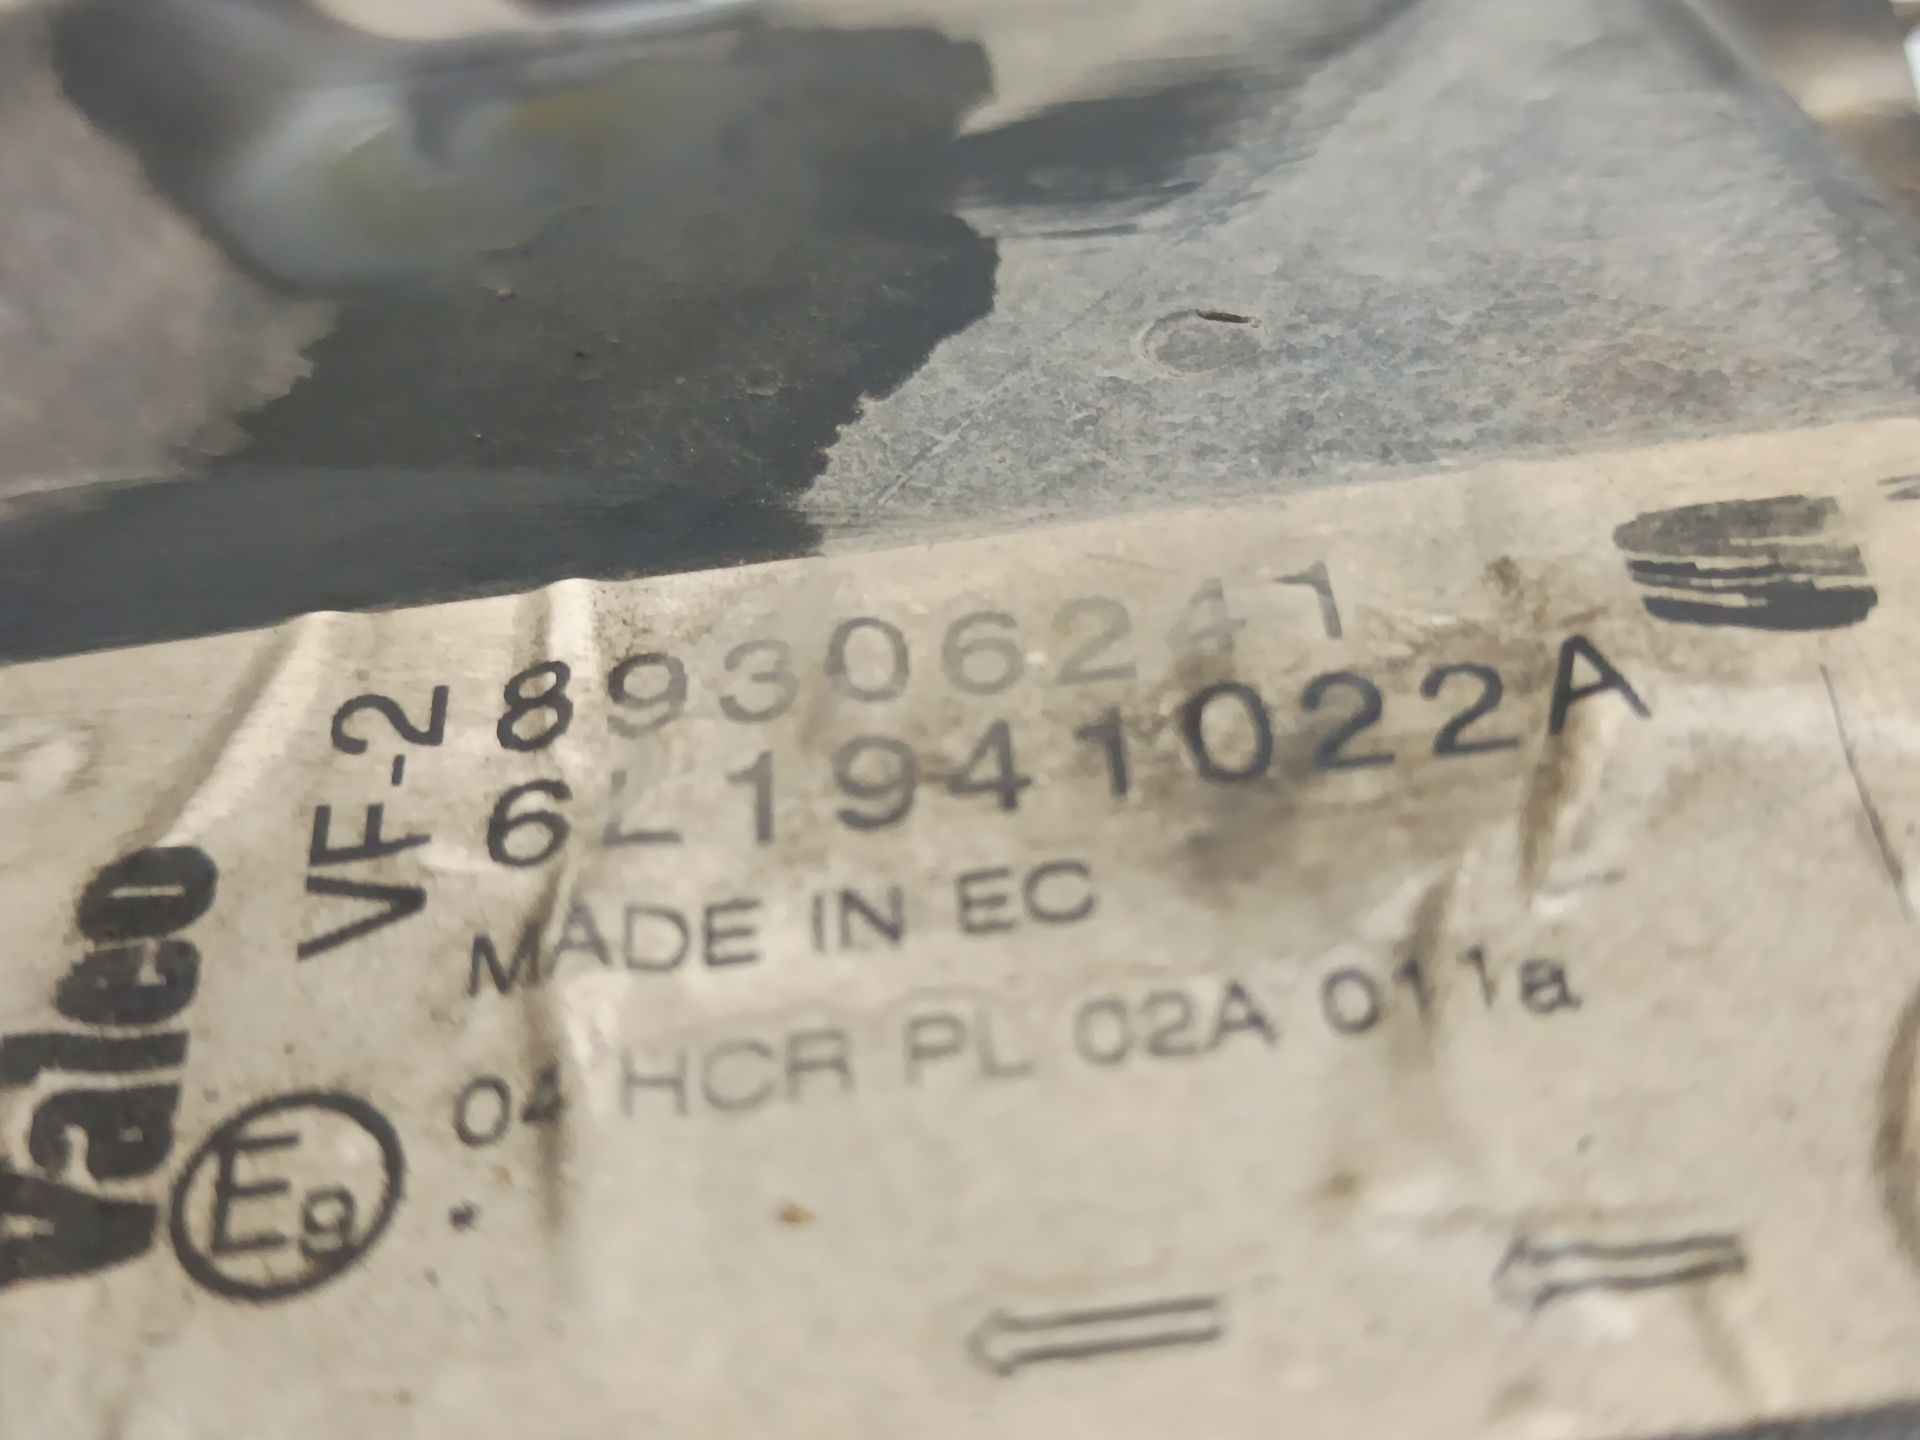 Valeo
VF-2
89306241
6L1941022A
MADE IN EC
E9
04 HCR PL 02A 011a